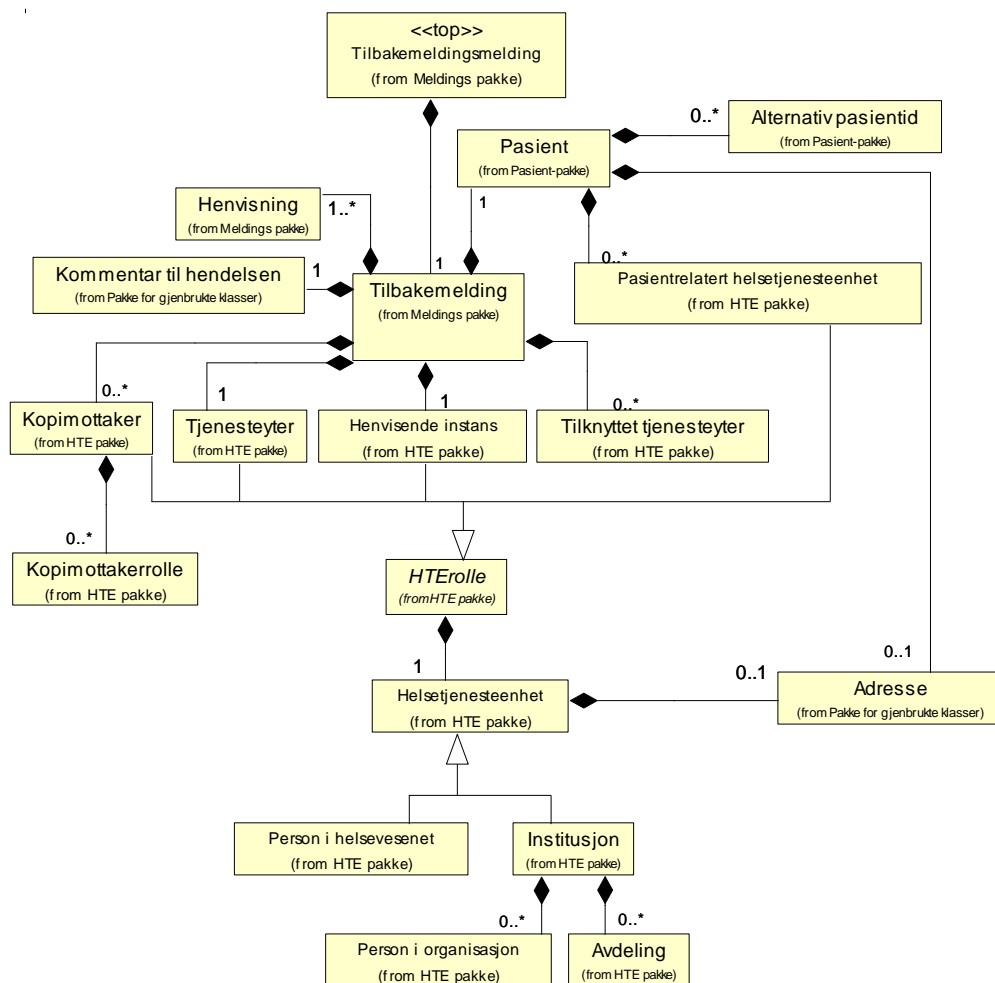 <<top>>
Tilbakemeldingsmelding
(from Meldings pakke)
Pasient
(from Pasient-pakke)
0..*
Alternativ pasientid
(from Pasient-pakke)
Henvisning
(from Meldings pakke)
1..*
1
Kommentar til hendelsen
(from Pakke for gjenbrukte klasser)
1
1
Tilbakemelding
(from Meldings pakke)
0..*
Pasientrelatert helsetjenesteenhet
(from HTE pakke)
0..*
Kopimottaker
(from HTE pakke)
1
Tjenesteyter
(from HTE pakke)
1
Henvisende instans
(from HTE pakke)
0..*
Tilknyttet tjenesteyter
(from HTE pakke)
0..*
Kopimottakerrolle
(from HTE pakke)
HTErolle
(from HTE pakke)
1
Helsetjenesteenhet
(from HTE pakke)
0..1
0..1
Adresse
(from Pakke for gjenbrukte klasser)
Person i helsevesenet
(from HTE pakke)
Institusjon
(from HTE pakke)
0..*
0..*
Person i organisasjon
(from HTE pakke)
Avdeling
(from HTE pakke)